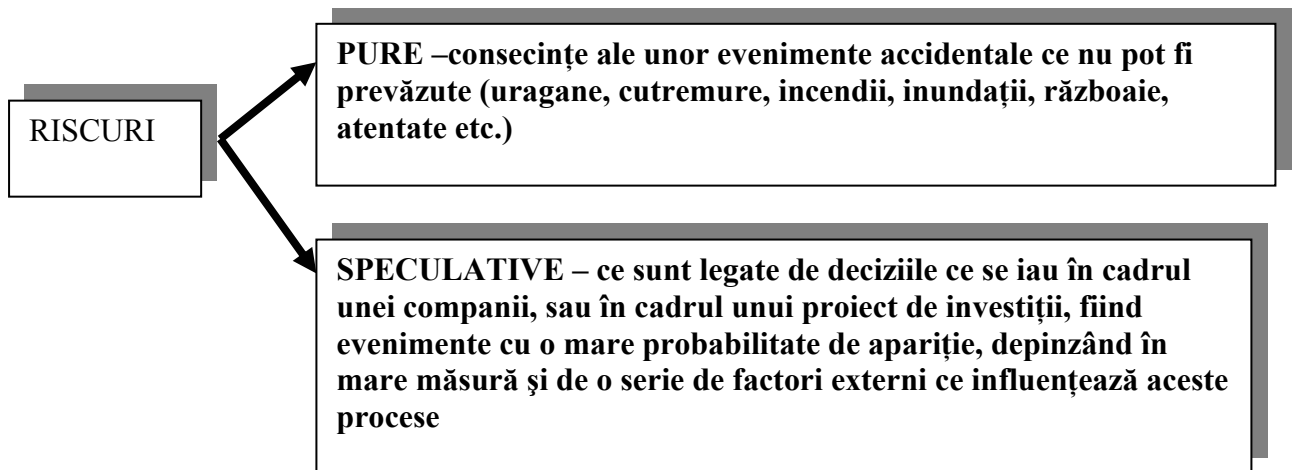 RISCURI
PURE –consecințe ale unor evenimente accidentale ce nu pot fi
prevăzute (uragane, cutremure, incendii, inundații, războaie,
atentate etc.)
SPECULATIVE – ce sunt legate de deciziile ce se iau în cadrul
unei companii, sau în cadrul unui proiect de investiții, fiind
evenimente cu o mare probabilitate de apariție, depinzând în
mare măsură şi de o serie de factori externi ce influențează aceste
procese